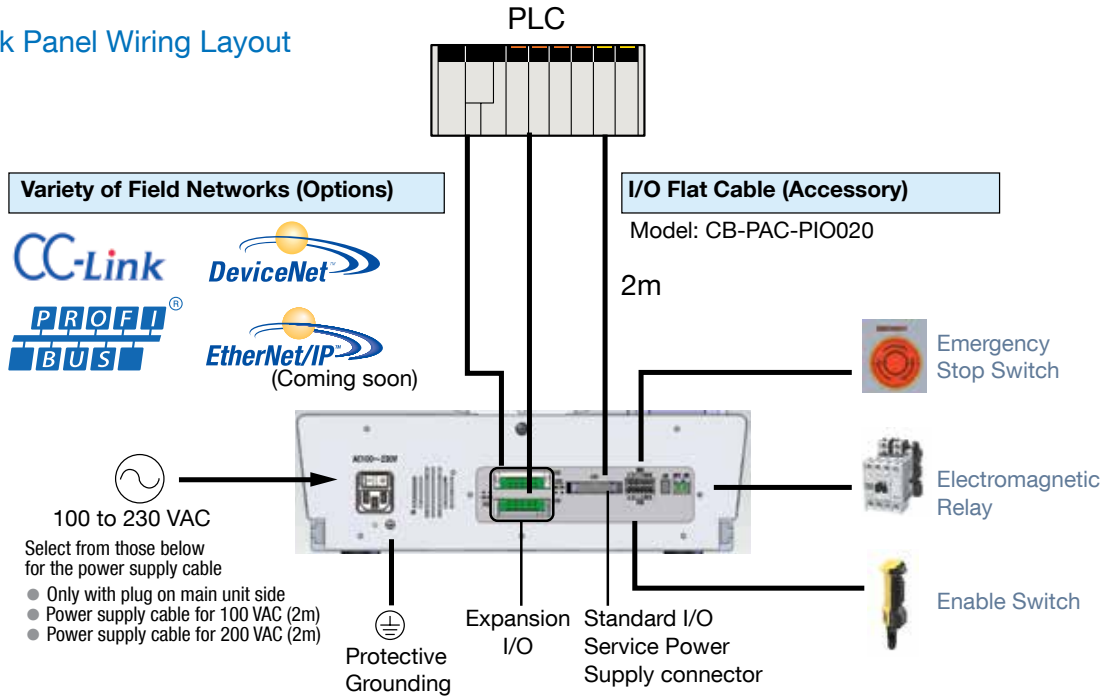 PLC
k Panel Wiring Layout
Variety of Field Networks (Options)
I/O Flat Cable (Accessory)
Model: CB-PAC-PIO020
CC-Link
DeviceNet™
2m
PROFI®
BUS
EtherNet/IP™
(Coming soon)
Emergency
Stop Switch
AC100~230V
Electromagnetic
Relay
100 to 230 VAC
Select from those below
for the power supply cable
● Only with plug on main unit side
● Power supply cable for 100 VAC (2m)
● Power supply cable for 200 VAC (2m)
Protective
Grounding
Expansion
I/O
Standard I/O
Service Power
Supply connector
Enable Switch